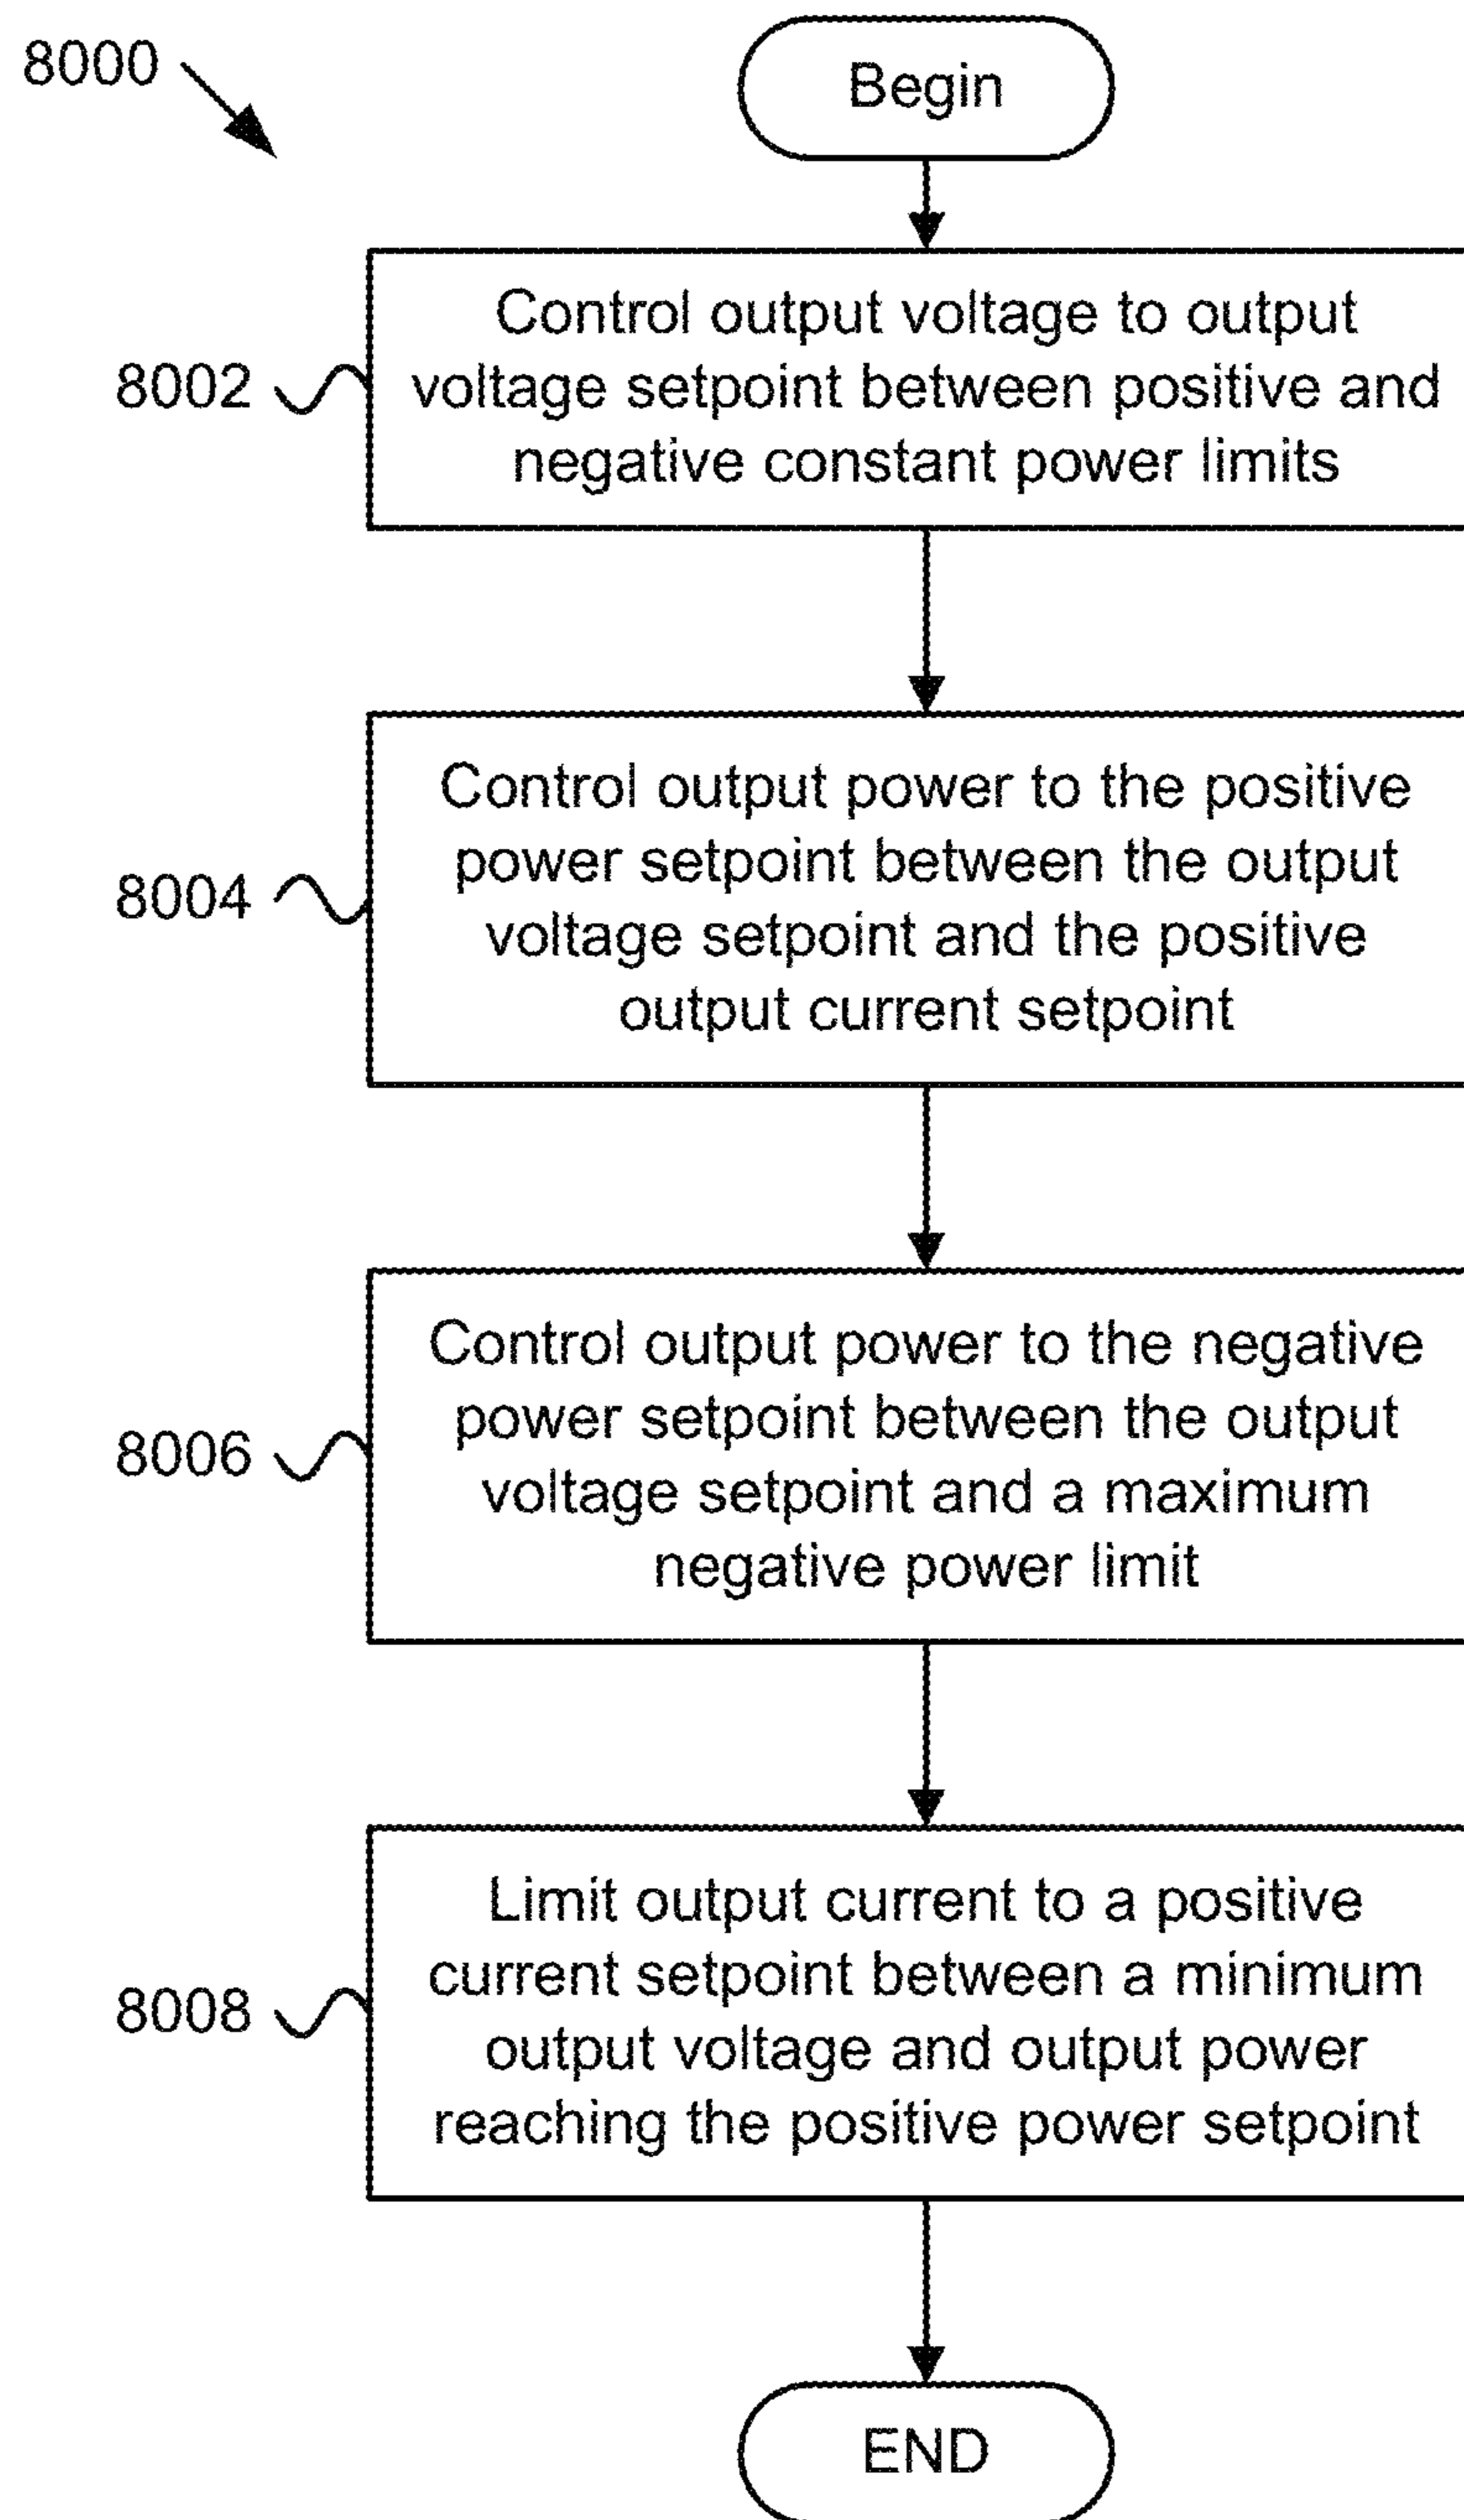 8000
Begin
8002
Control output voltage to output
voltage setpoint between positive and
negative constant power limits
8004
Control output power to the positive
power setpoint between the output
voltage setpoint and the positive
output current setpoint
8006
Control output power to the negative
power setpoint between the output
voltage setpoint and a maximum
negative power limit
8008
Limit output current to a positive
current setpoint between a minimum
output voltage and output power
reaching the positive power setpoint
END